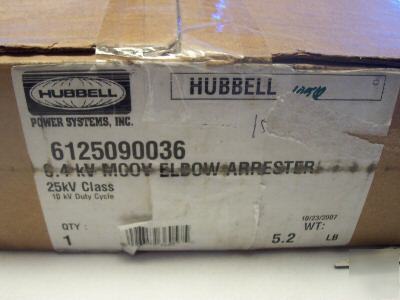 HUBBELL
POWER SYSTEMS, INC.
HUBBELL
6125090036
8.4 kV MOOV ELBOW ARRESTER
25kV Class
10 kV Duty Cycle
QTY :
1
10/23/2007
WT:
5.2 LB